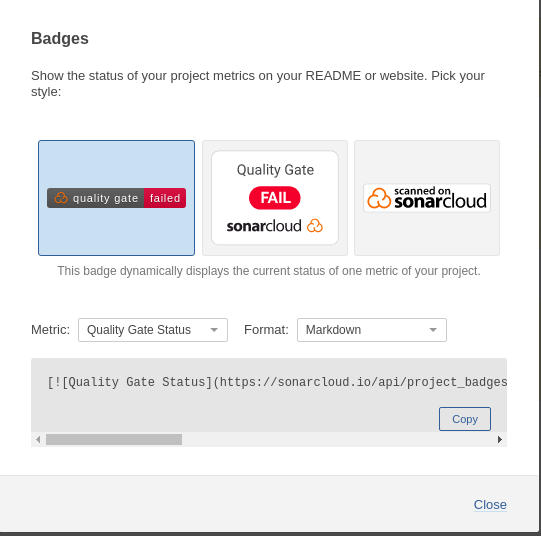 Badges
Show the status of your project metrics on your README or website. Pick your
style:
quality gate failed
Quality Gate
FAIL
sonarcloud
scanned on
sonarcloud
This badge dynamically displays the current status of one metric of your project.
Metric: Quality Gate Status Format: Markdown
[![Quality Gate Status](https://sonarcloud.io/api/project_badges
Copy
Close